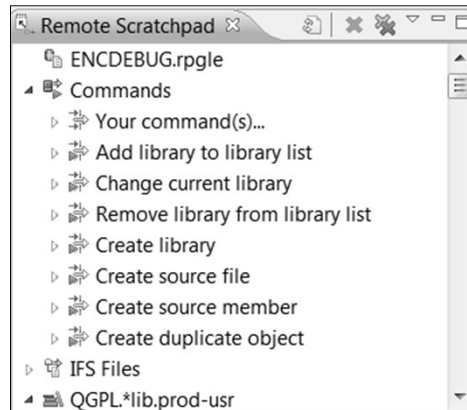 Remote Scratchpad
ENCDEBUG.rpgle
Commands
Your command(s)...
Add library to library list
Change current library
Remove library from library list
Create library
Create source file
Create source member
Create duplicate object
IFS Files
QGPL.*lib.prod-usr